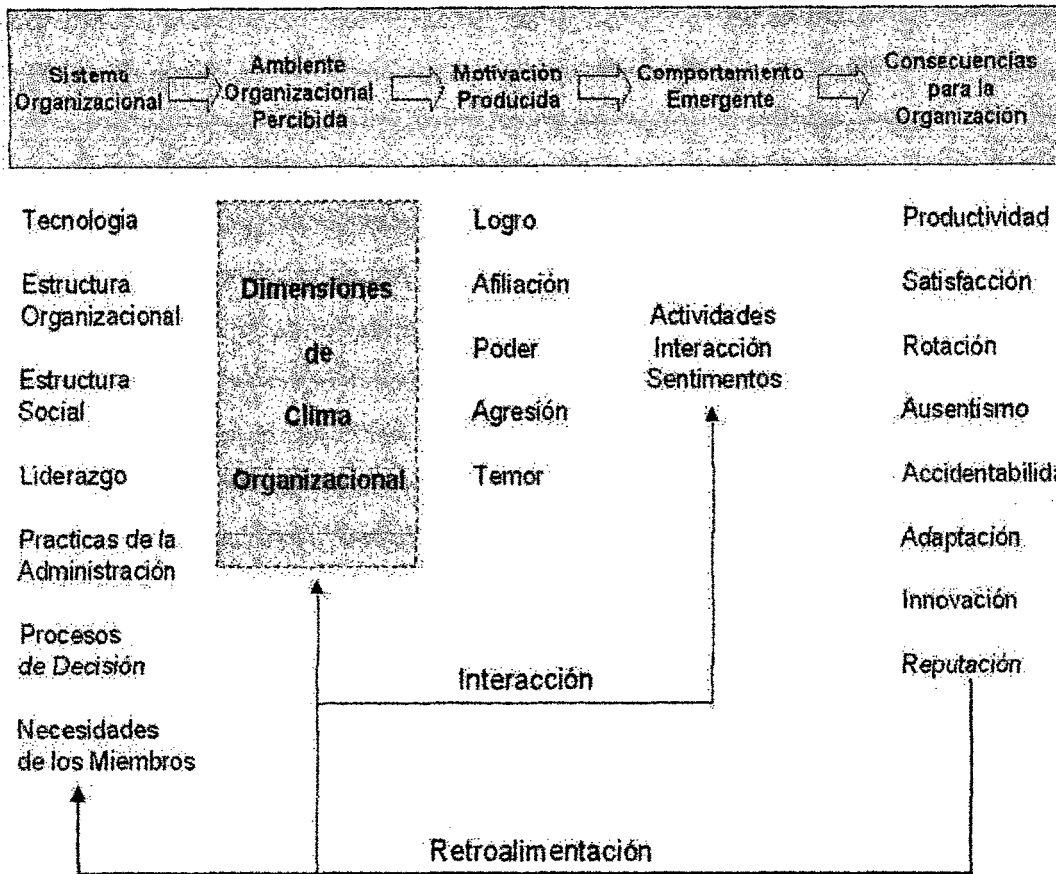 Sistema
Organizacional
Ambiente
Organizacional
Percibida
Motivación
Producida
Comportamiento
Emergente
Consecuencias
para la
Organización
Tecnología
Estructura
Organizacional
Estructura
Social
Liderazgo
Practicas de la
Administración
Procesos
de Decisión
Necesidades
de los Miembros
Dimensiones
de
Clima
Organizacional
Logro
Afiliación
Poder
Agresión
Temor
Actividades
Interacción
Sentimentos
Productividad
Satisfacción
Rotación
Ausentismo
Accidentabilida
Adaptación
Innovación
Reputación
Interacción
Retroalimentación